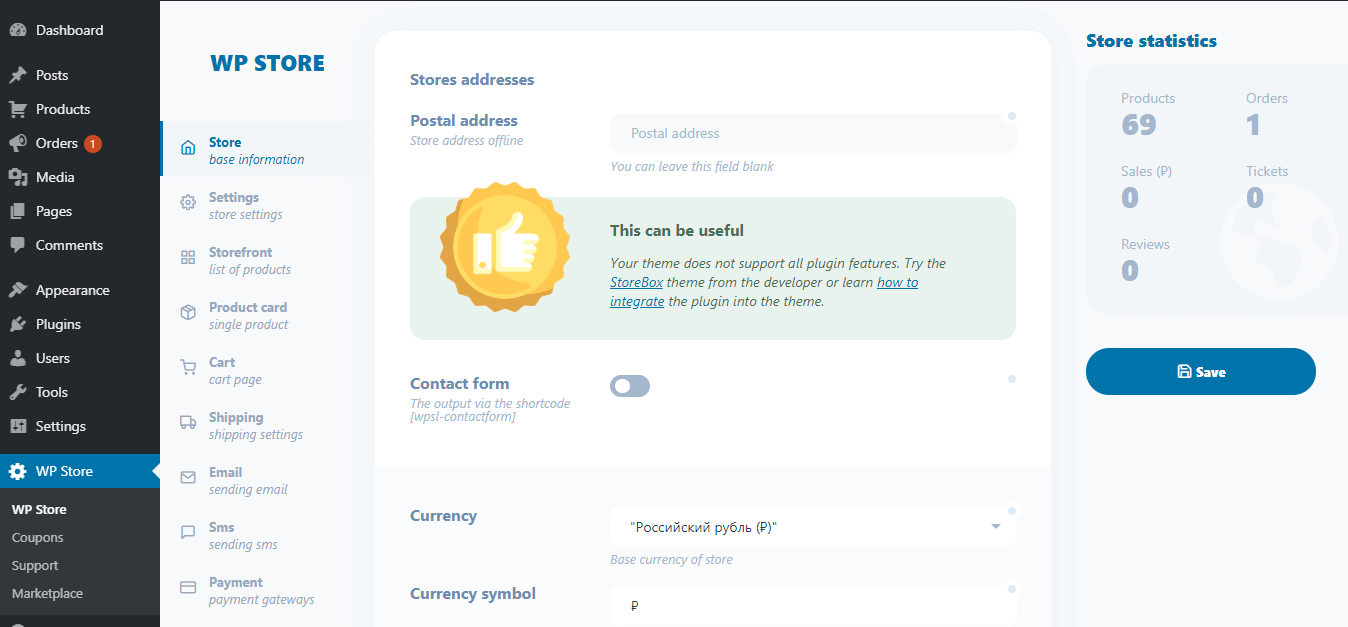 Dashboard
Posts
Products
Orders 1
Media
Pages
Comments
Appearance
Plugins
Users
Tools
Settings
WP Store
WP Store
Coupons
Support
Marketplace
WP STORE
Store
base information
Settings
store settings
Storefront
list of products
Product card
single product
Cart
cart page
Shipping
shipping settings
Email
sending email
Sms
sending sms
Payment
payment gateways
Stores addresses
Postal address
Store address offline
Postal address
You can leave this field blank
This can be useful
Your theme does not support all plugin features. Try the
StoreBox theme from the developer or learn how to
integrate the plugin into the theme.
Contact form
The output via the shortcode
[wpsl-contactform]
Currency
"Российский рубль (₽)"
Base currency of store
Currency symbol
₽
Store statistics
Products
69
Orders
1
Sales (₽)
0
Tickets
0
Reviews
0
Save